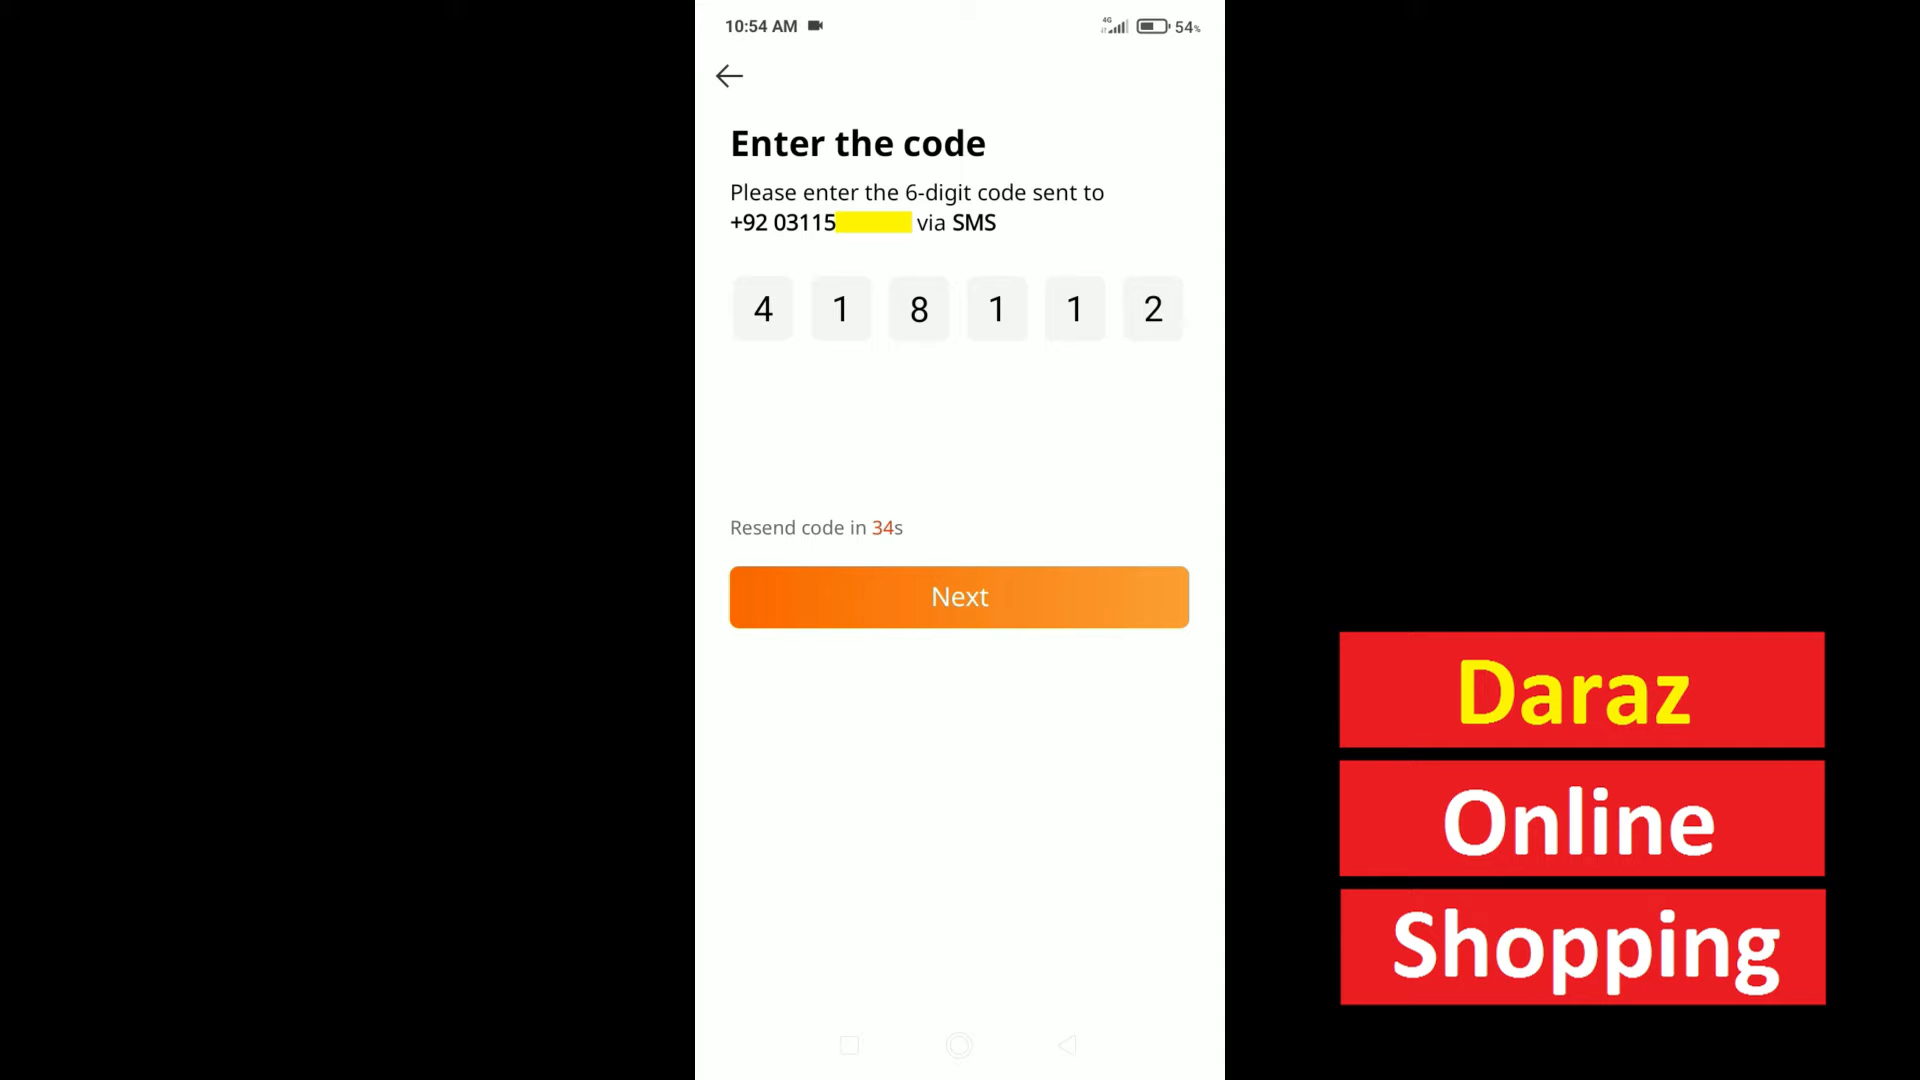 10:54 AM
4G
54%
Enter the code
Please enter the 6-digit code sent to
+92 03115 via SMS
4 1 8 1 1 2
Resend code in 34s
Next
Daraz
Online
Shopping